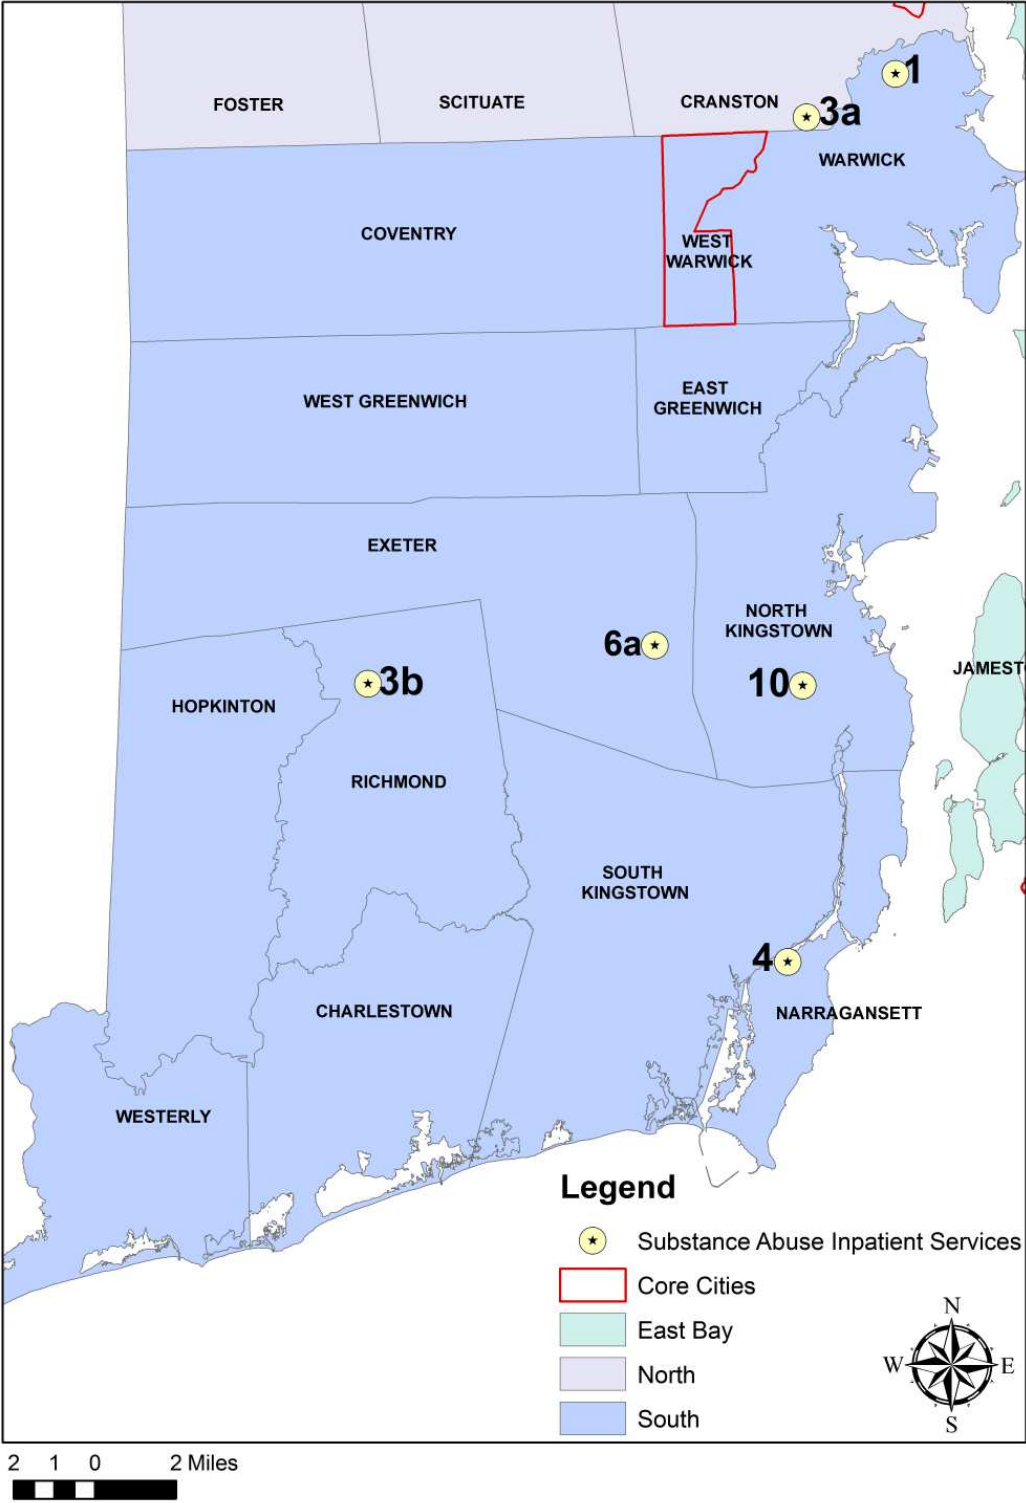 1
FOSTER
SCITUATE
CRANSTON
3a
WARWICK
COVENTRY
WEST
WARWICK
WEST GREENWICH
EAST
GREENWICH
EXETER
NORTH
KINGSTOWN
6a
JAMEST
3b
10
HOPKINTON
RICHMOND
SOUTH
KINGSTOWN
4
CHARLESTOWN
NARRAGANSETT
WESTERLY
Legend
Substance Abuse Inpatient Services
Core Cities
East Bay
North
South
N
W
E
S
2 1 0 2 Miles